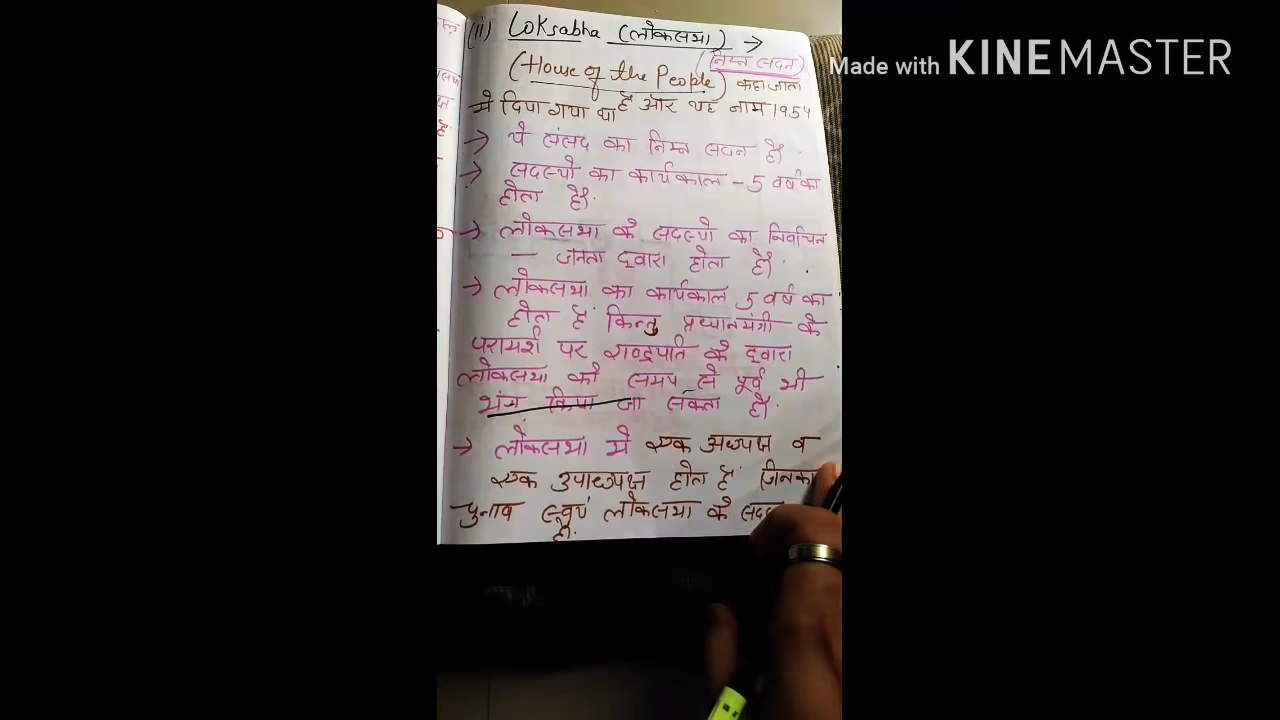 (ii) Loksabha (लोकसभा) →
(निम्न सदन)
(House of the People) कहा जाता
है और यह नाम 1954
में दिया गया था
→ ये संसद का निम्न सदन है।
→ सदस्यो का कार्यकाल - 5 वर्ष का
होता है।
→ लोकसभा के सदस्यो का निर्वाचन
- जनता द्वारा होता है।
→ लोकसभा का कार्यकाल 5 वर्ष का
होता है किन्तु प्रधानमंत्री के
परामर्श पर राष्ट्रपति के द्वारा
लोकसभा को समय से पूर्व भी
भंग किया जा सकता है।
→ लोकसभा मे एक अध्यक्ष व
एक उपाध्यक्ष होता है जिनका
चुनाव स्वयं लोकसभा के
है।
Made with KINEMASTER